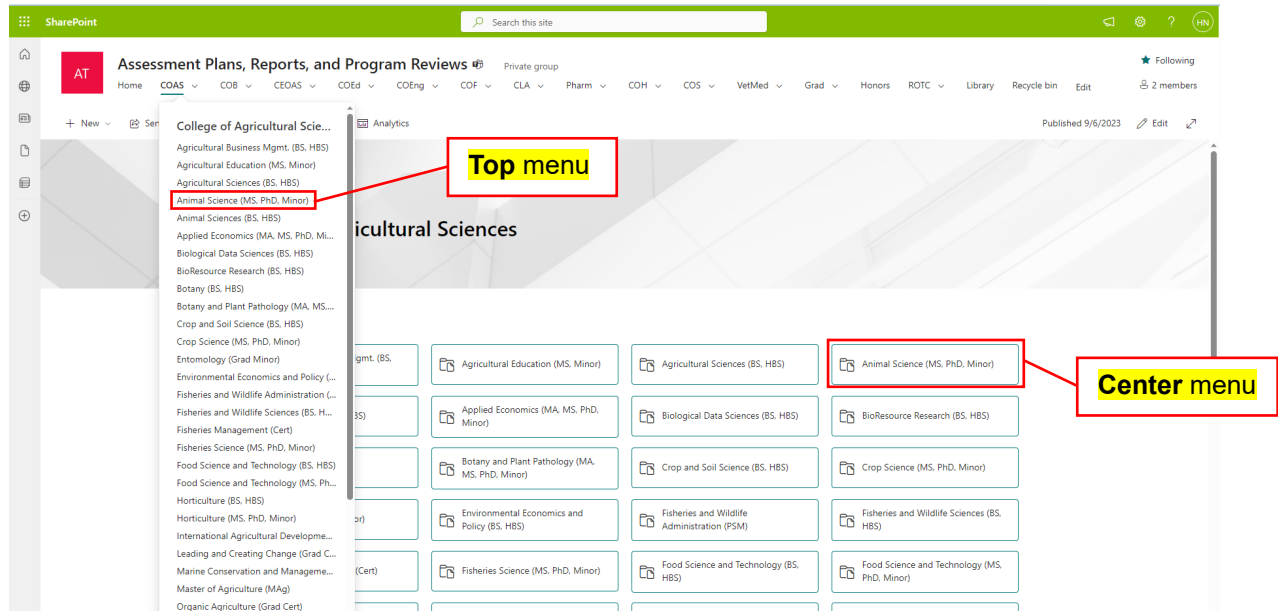 SharePoint
Search this site
?
HN
AT
Assessment Plans, Reports, and Program Reviews
Private group
Following
Home COAS COB CEOAS COEd COEng COF CLA Pharm COH COS VetMed Grad Honors ROTC Library Recycle bin Edit
2 members
+ New
Analytics
Published 9/6/2023
Edit
College of Agricultural Scie...
Agricultural Business Mgmt. (BS, HBS)
Agricultural Education (MS, Minor)
Agricultural Sciences (BS, HBS)
Animal Science (MS, PhD, Minor)
Animal Sciences (BS, HBS)
Applied Economics (MA, MS, PhD, Mi...
Biological Data Sciences (BS, HBS)
BioResource Research (BS, HBS)
Botany (BS, HBS)
Botany and Plant Pathology (MA, MS,...
Crop and Soil Science (BS, HBS)
Crop Science (MS, PhD, Minor)
Entomology (Grad Minor)
Environmental Economics and Policy (...
Fisheries and Wildlife Administration (...
Fisheries and Wildlife Sciences (BS, H...
Fisheries Management (Cert)
Fisheries Science (MS, PhD, Minor)
Food Science and Technology (BS, HBS)
Food Science and Technology (MS, Ph...
Horticulture (BS, HBS)
Horticulture (MS, PhD, Minor)
International Agricultural Developme...
Leading and Creating Change (Grad C...
Marine Conservation and Manageme...
Master of Agriculture (MAg)
Organic Agriculture (Grad Cert)
Top menu
icultural Sciences
gmt. (BS,
Agricultural Education (MS, Minor)
Agricultural Sciences (BS, HBS)
Animal Science (MS, PhD, Minor)
Center menu
BS)
Applied Economics (MA, MS, PhD,
Minor)
Biological Data Sciences (BS, HBS)
BioResource Research (BS, HBS)
Botany and Plant Pathology (MA,
MS, PhD, Minor)
Crop and Soil Science (BS, HBS)
Crop Science (MS, PhD, Minor)
or)
Environmental Economics and
Policy (BS, HBS)
Fisheries and Wildlife
Administration (PSM)
Fisheries and Wildlife Sciences (BS,
HBS)
(Cert)
Fisheries Science (MS, PhD, Minor)
Food Science and Technology (BS,
HBS)
Food Science and Technology (MS,
PhD, Minor)